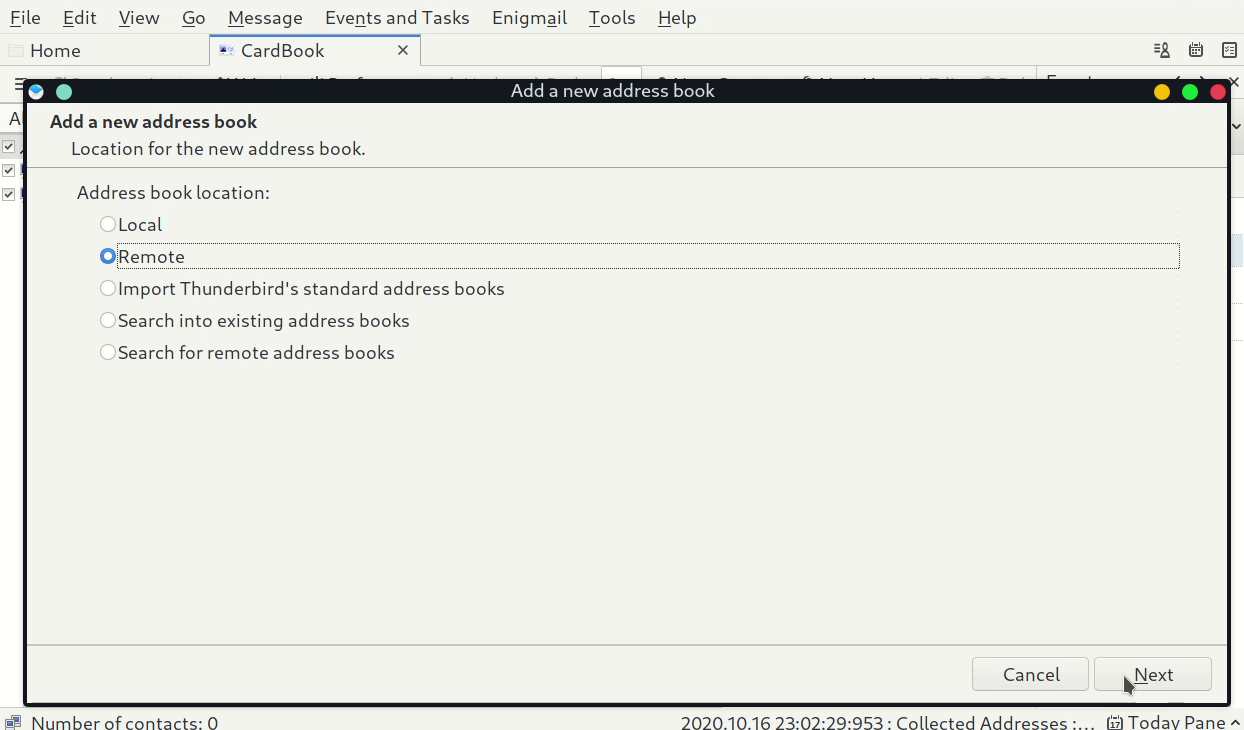 File Edit View Go Message Events and Tasks Enigmail Tools Help
Home CardBook
Add a new address book
Add a new address book
Location for the new address book.
Address book location:
Local
Remote
Import Thunderbird's standard address books
Search into existing address books
Search for remote address books
Cancel Next
Number of contacts: 0 2020.10.16 23:02:29:953 : Collected Addresses :... 17 Today Pane